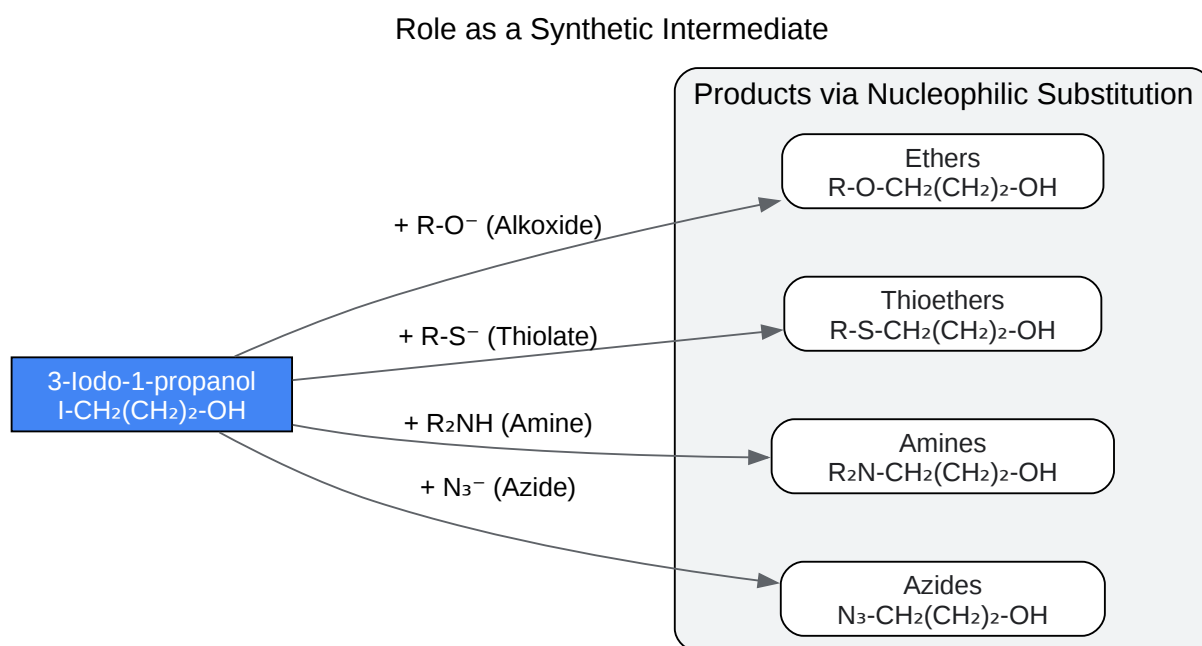 Role as a Synthetic Intermediate
Products via Nucleophilic Substitution
Ethers
R-O-CH₂(CH₂)₂-OH
+ R-O⁻ (Alkoxide)
Thioethers
R-S-CH₂(CH₂)₂-OH
+ R-S⁻ (Thiolate)
3-Iodo-1-propanol
I-CH₂(CH₂)₂-OH
+ R₂NH (Amine)
Amines
R₂N-CH₂(CH₂)₂-OH
+ N₃⁻ (Azide)
Azides
N₃-CH₂(CH₂)₂-OH